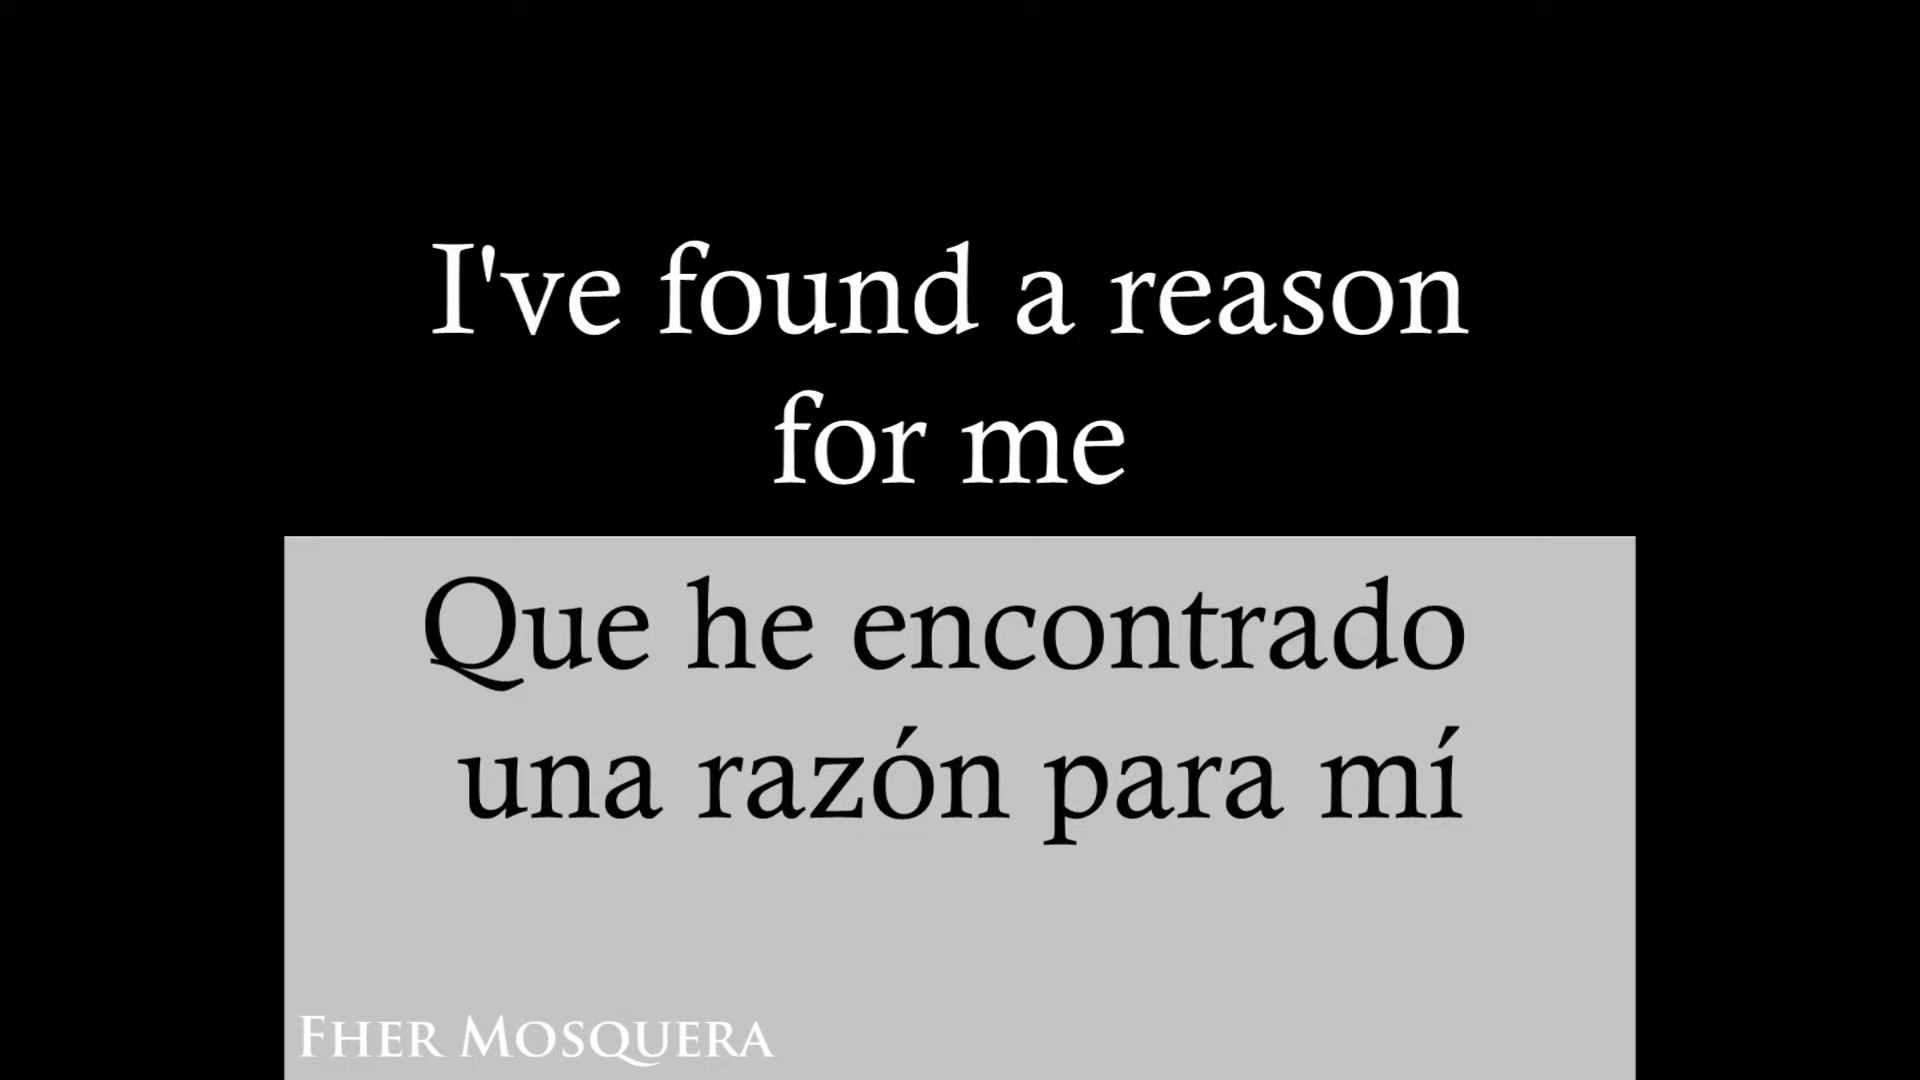 I've found a reason
for me
Que he encontrado
una razón para mí
FHER MOSQUERA